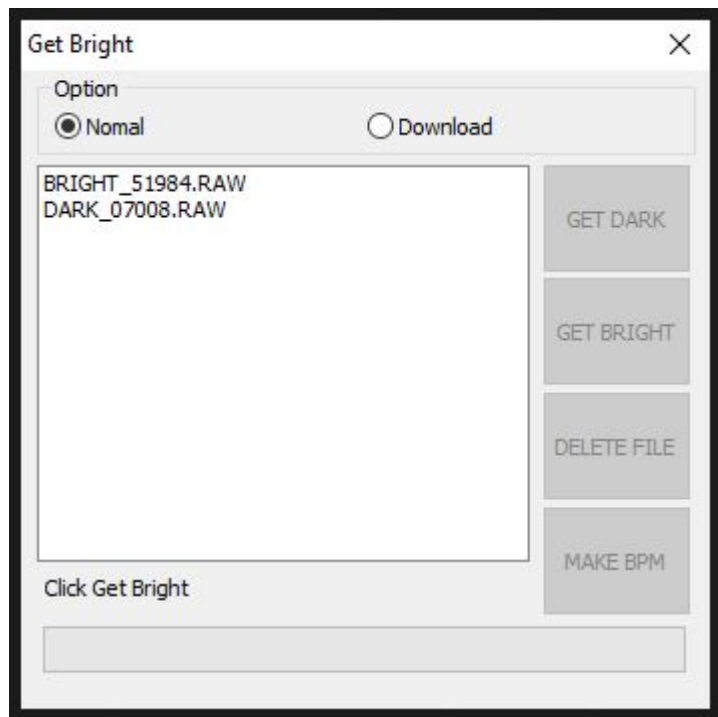 Get Bright
Option
Nomal Download
BRIGHT_51984.RAW
DARK_07008.RAW
GET DARK
GET BRIGHT
DELETE FILE
MAKE BPM
Click Get Bright